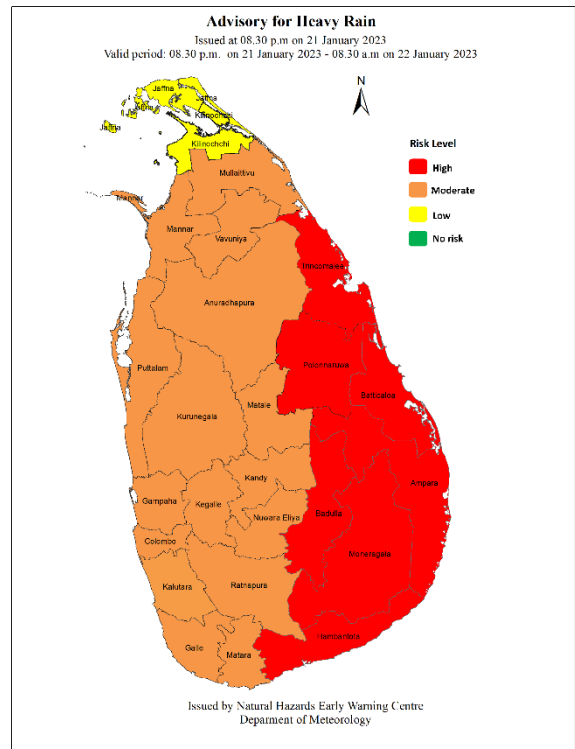 Advisory for Heavy Rain
Issued at 08.30 p.m on 21 January 2023
Valid period: 08.30 p.m. on 21 January 2023 - 08.30 a.m on 22 January 2023
N
Risk Level
High
Moderate
Low
No risk
Jaffna
Jaffna
Jaffna
Kilinochchi
Jaffna
Kilinochchi
Mullaittivu
Mannar
Mannar
Vavuniya
Trincomalee
Anuradhapura
Puttalam
Polonnaruwa
Batticaloa
Matale
Kurunegala
Kandy
Ampara
Gampaha
Kegalle
Nuwara Eliya
Badulla
Colombo
Moneragala
Kalutara
Ratnapura
Hambantota
Galle
Matara
Issued by Natural Hazards Early Warning Centre
Deparment of Meteorology